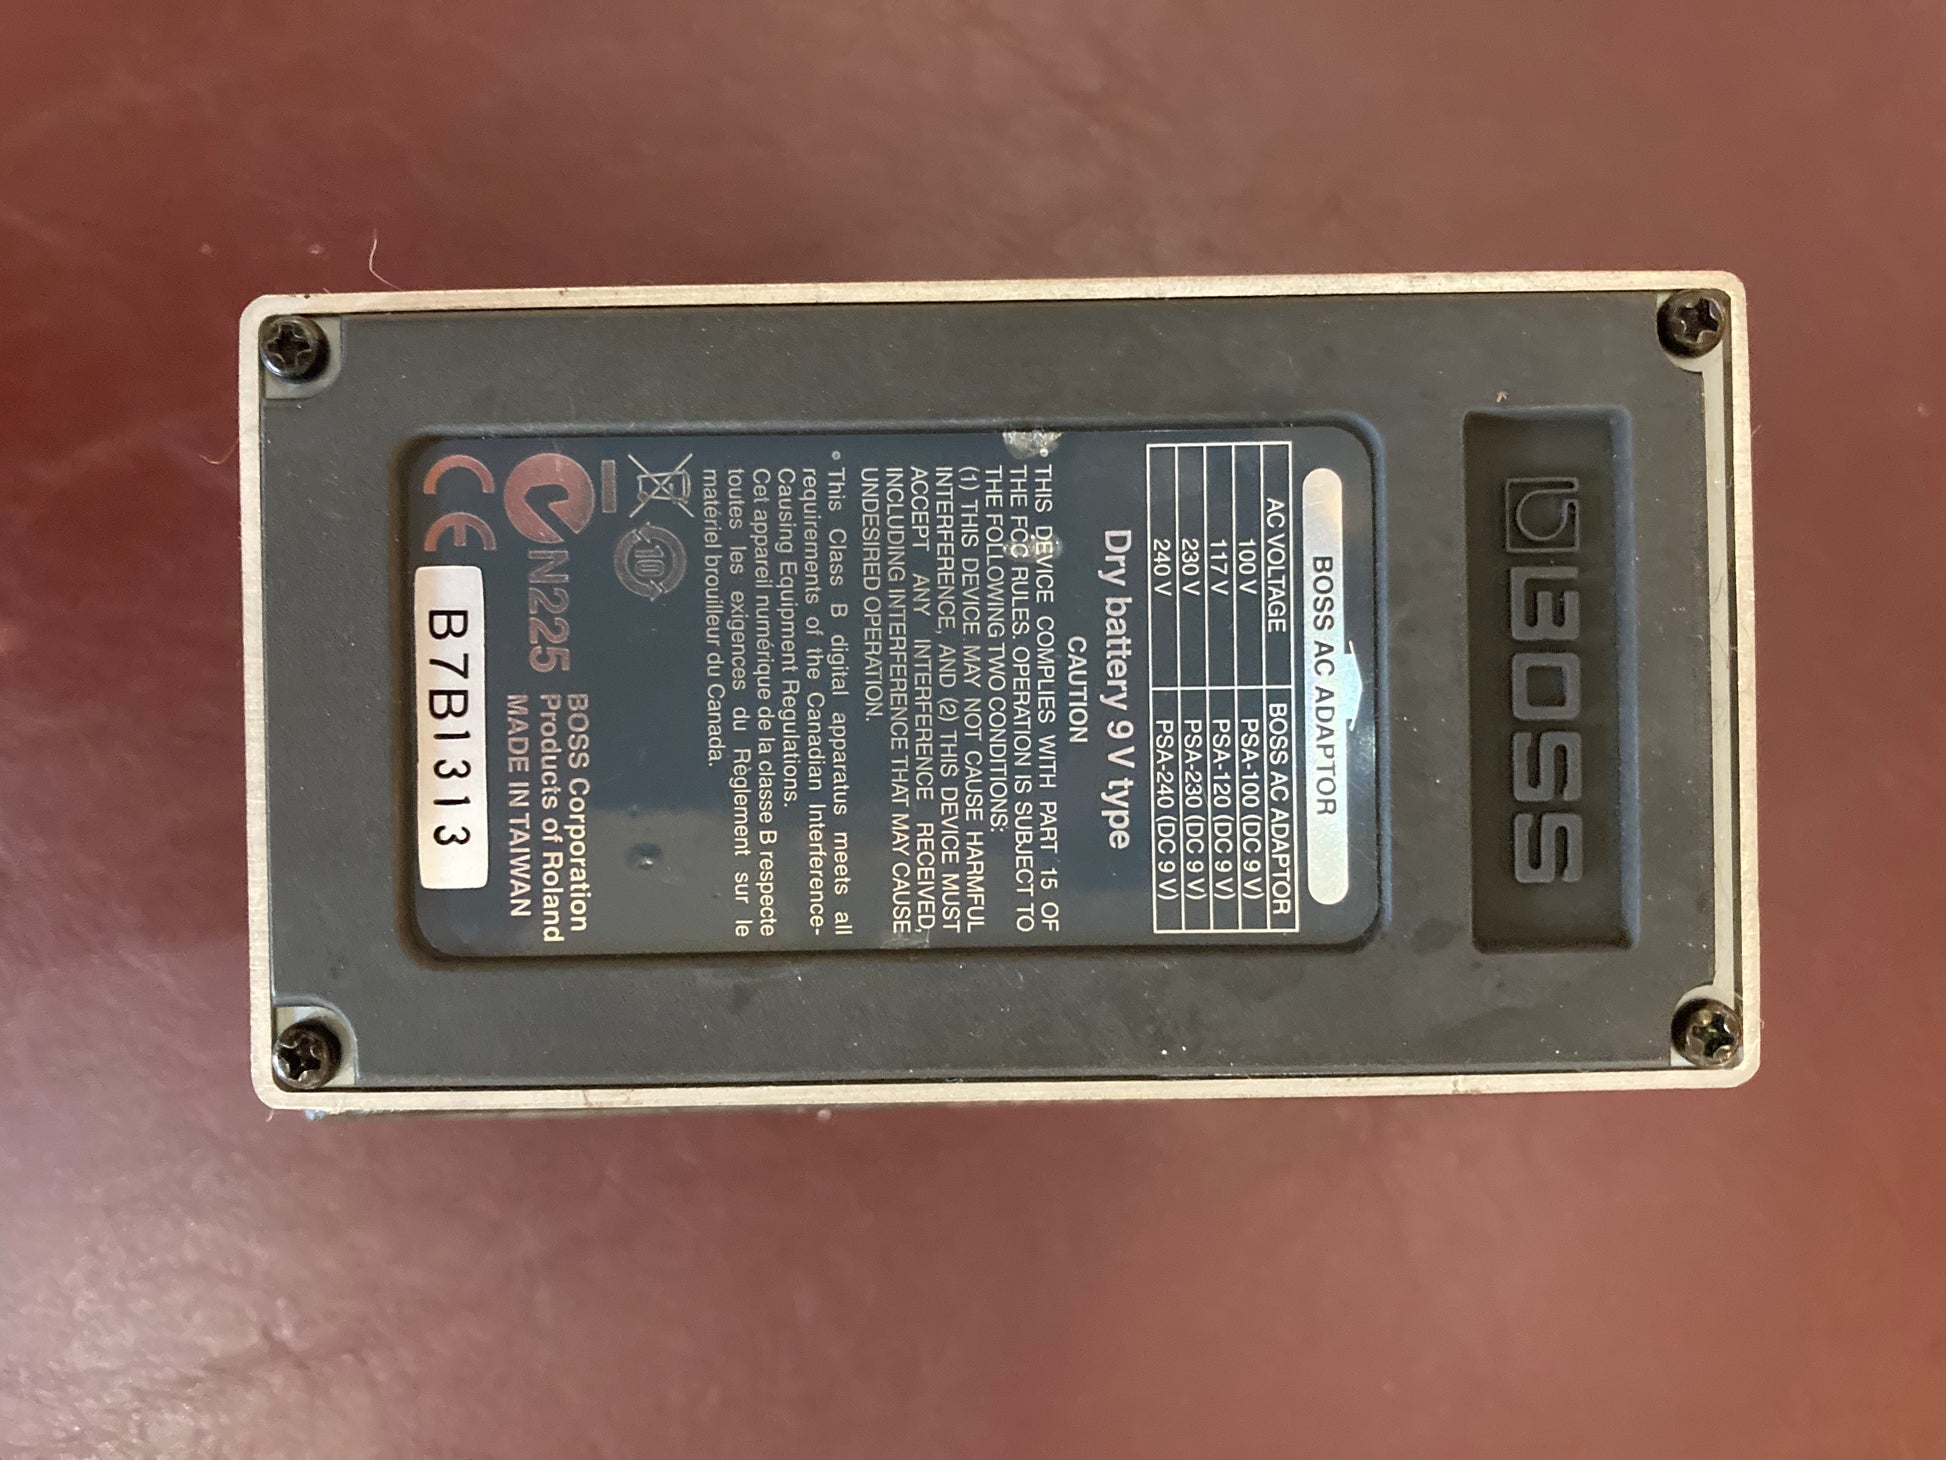 BOSS
BOSS AC ADAPTOR
AC VOLTAGE BOSS AC ADAPTOR
100 V PSA-100 (DC 9 V)
117 V PSA-120 (DC 9 V)
230 V PSA-230 (DC 9 V)
240 V PSA-240 (DC 9 V)
Dry battery 9 V type
CAUTION
• THIS DEVICE COMPLIES WITH PART 15 OF
THE FCC RULES. OPERATION IS SUBJECT TO
THE FOLLOWING TWO CONDITIONS:
(1) THIS DEVICE MAY NOT CAUSE HARMFUL
INTERFERENCE, AND (2) THIS DEVICE MUST
ACCEPT ANY INTERFERENCE RECEIVED,
INCLUDING INTERFERENCE THAT MAY CAUSE
UNDESIRED OPERATION.
• This Class B digital apparatus meets all
requirements of the Canadian Interference-
Causing Equipment Regulations.
Cet appareil numérique de la classe B respecte
toutes les exigences du Règlement sur le
matériel brouilleur du Canada.
10
N225
BOSS Corporation
Products of Roland
MADE IN TAIWAN
CE
B7B1313